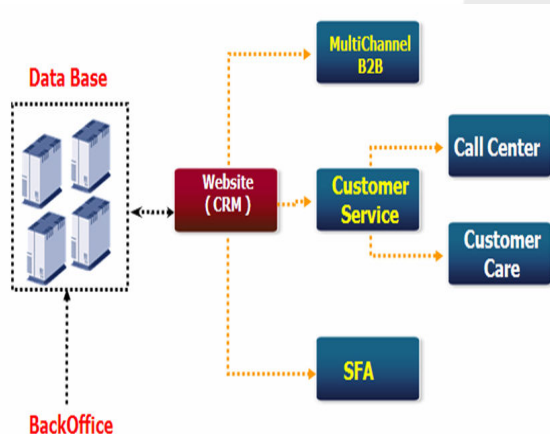 MultiChannel
B2B
Data Base
Call Center
Website
( CRM )
Customer
Service
Customer
Care
SFA
BackOffice